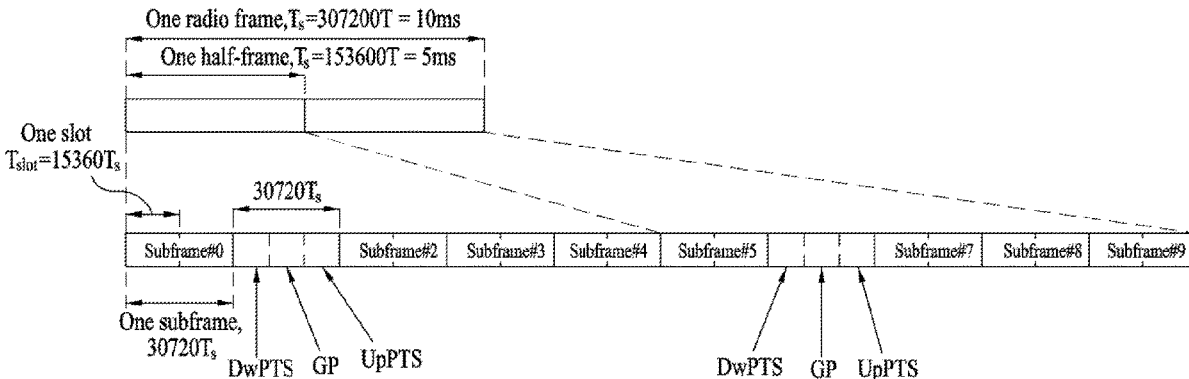 One radio frame,Tₛ=307200T = 10ms
One half-frame,Tₛ=153600T = 5ms
One slot
Tslot=15360Tₛ
30720Tₛ
Subframe#0 Subframe#2 Subframe#3 Subframe#4 Subframe#5 Subframe#7 Subframe#8 Subframe#9
One subframe,
30720Tₛ
DwPTS GP UpPTS DwPTS GP UpPTS